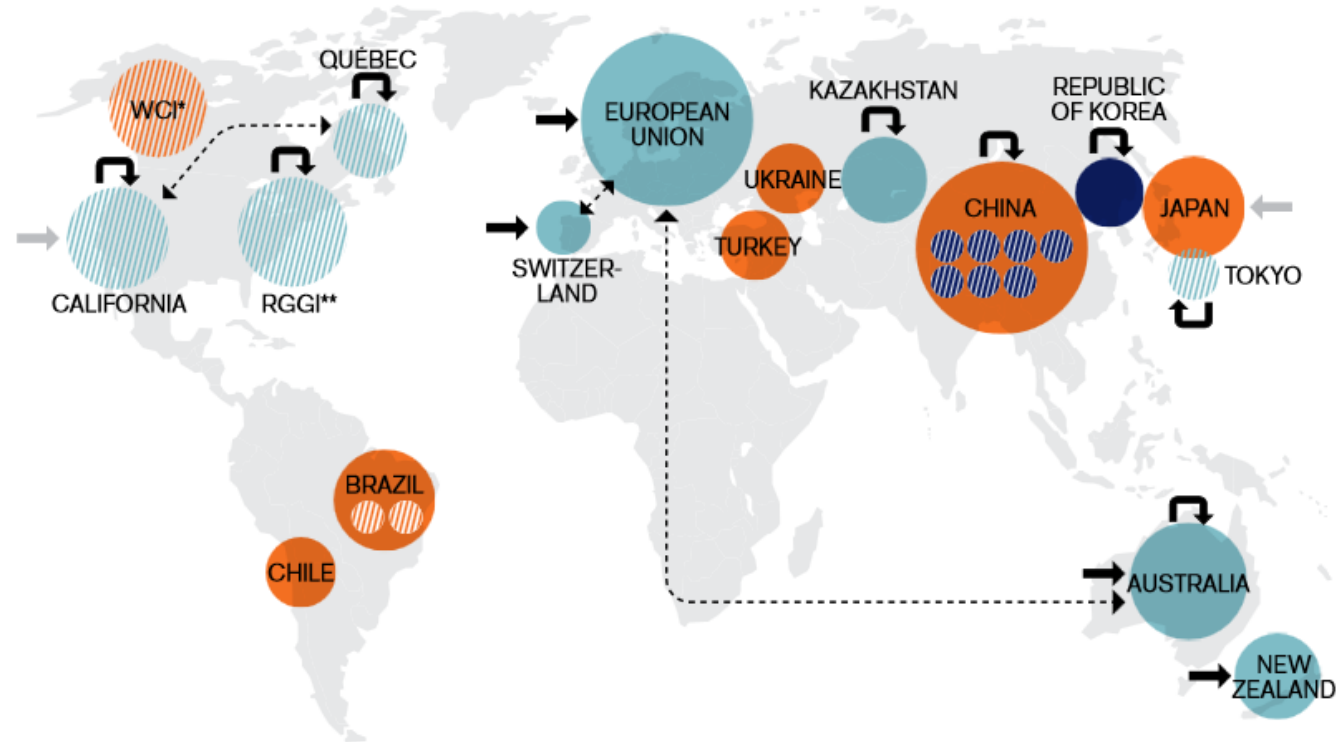 QUÉBEC
WCI*
CALIFORNIA
RGGI**
EUROPEAN
UNION
SWITZER-
LAND
UKRAINE
TURKEY
KAZAKHSTAN
CHINA
REPUBLIC
OF KOREA
JAPAN
TOKYO
BRAZIL
CHILE
AUSTRALIA
NEW
ZEALAND